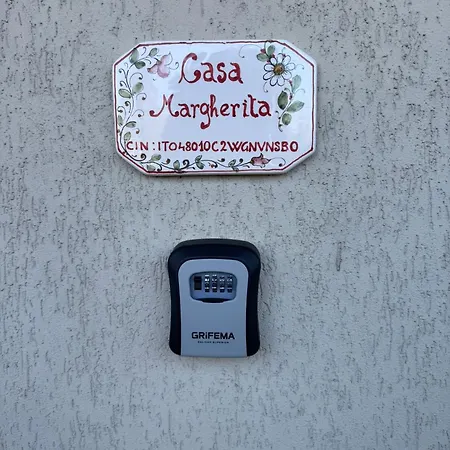 Casa
Margherita
CIN : IT048010C2WGNVNSBO
GRIFEMA